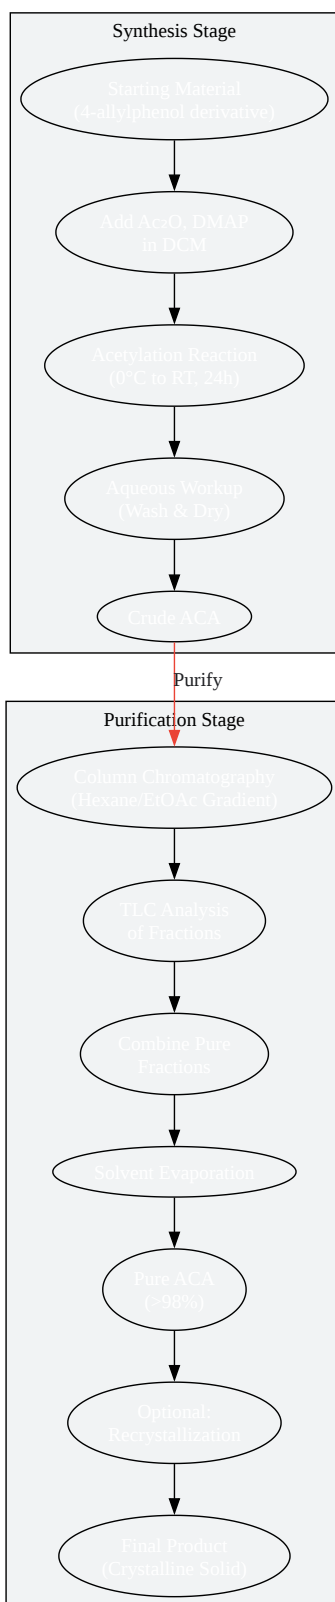 Synthesis Stage
Starting Material
(4-allylphenol derivative)
Add Ac₂O, DMAP
in DCM
Acetylation Reaction
(0°C to RT, 24h)
Aqueous Workup
(Wash & Dry)
Crude ACA
Purify
Purification Stage
Column Chromatography
(Hexane/EtOAc Gradient)
TLC Analysis
of Fractions
Combine Pure
Fractions
Solvent Evaporation
Pure ACA
(>98%)
Optional:
Recrystallization
Final Product
(Crystalline Solid)